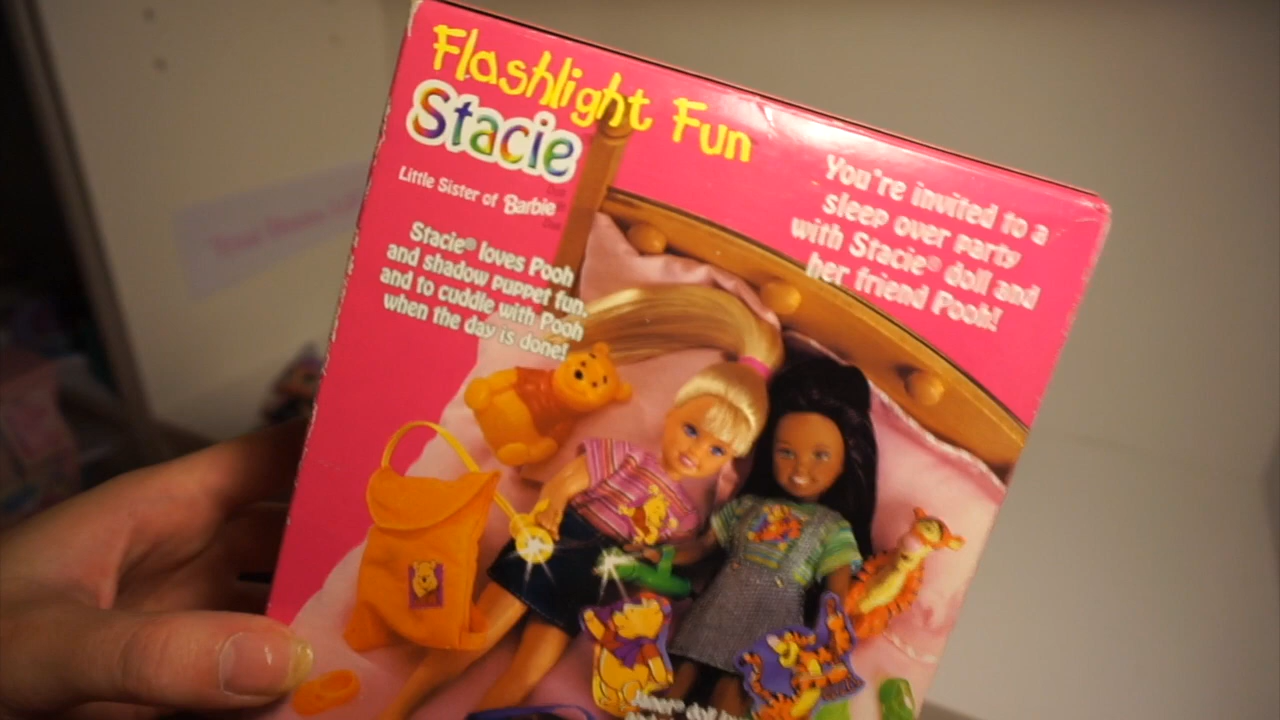 Flashlight Fun
Stacie
Little Sister of Barbie
Stacie® loves Pooh
and shadow puppet fun,
and to cuddle with Pooh
when the day is done!
You're invited to a
sleep over party
with Stacie® doll and
her friend Pooh!
Janet® doll